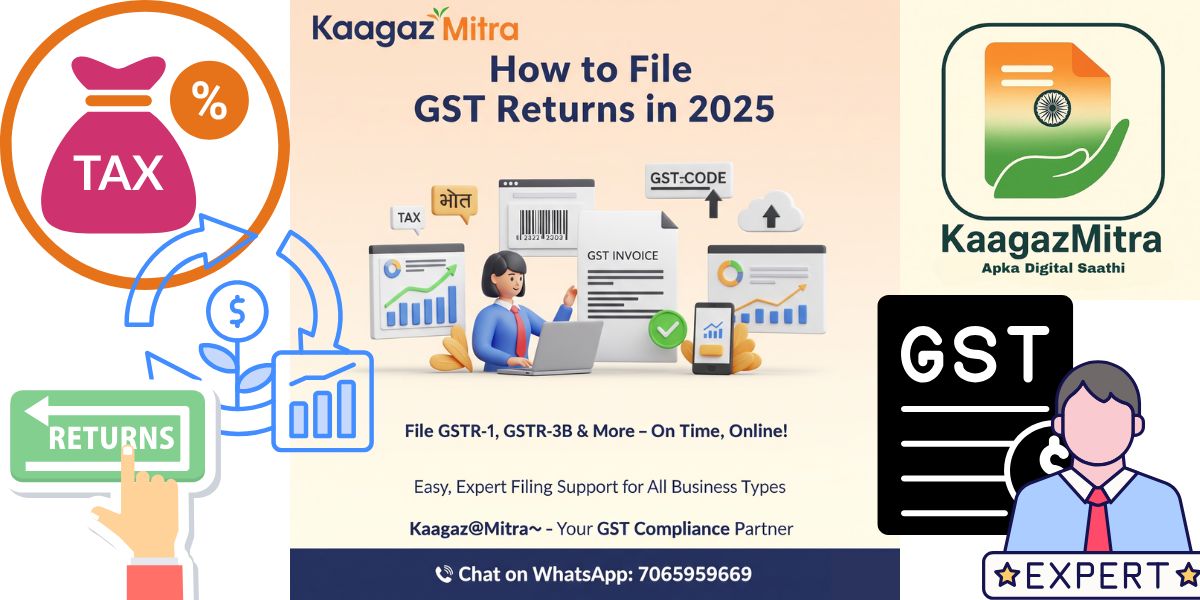 TAX
%
$
RETURNS
Kaagaz Mitra
How to File
GST Returns in 2025
TAX
भोत
GST-CODE
GST INVOICE
File GSTR-1, GSTR-3B & More – On Time, Online!
Easy, Expert Filing Support for All Business Types
Kaagaz@Mitra~ - Your GST Compliance Partner
Chat on WhatsApp: 7065959669
KaagazMitra
Apka Digital Saathi
GST
EXPERT